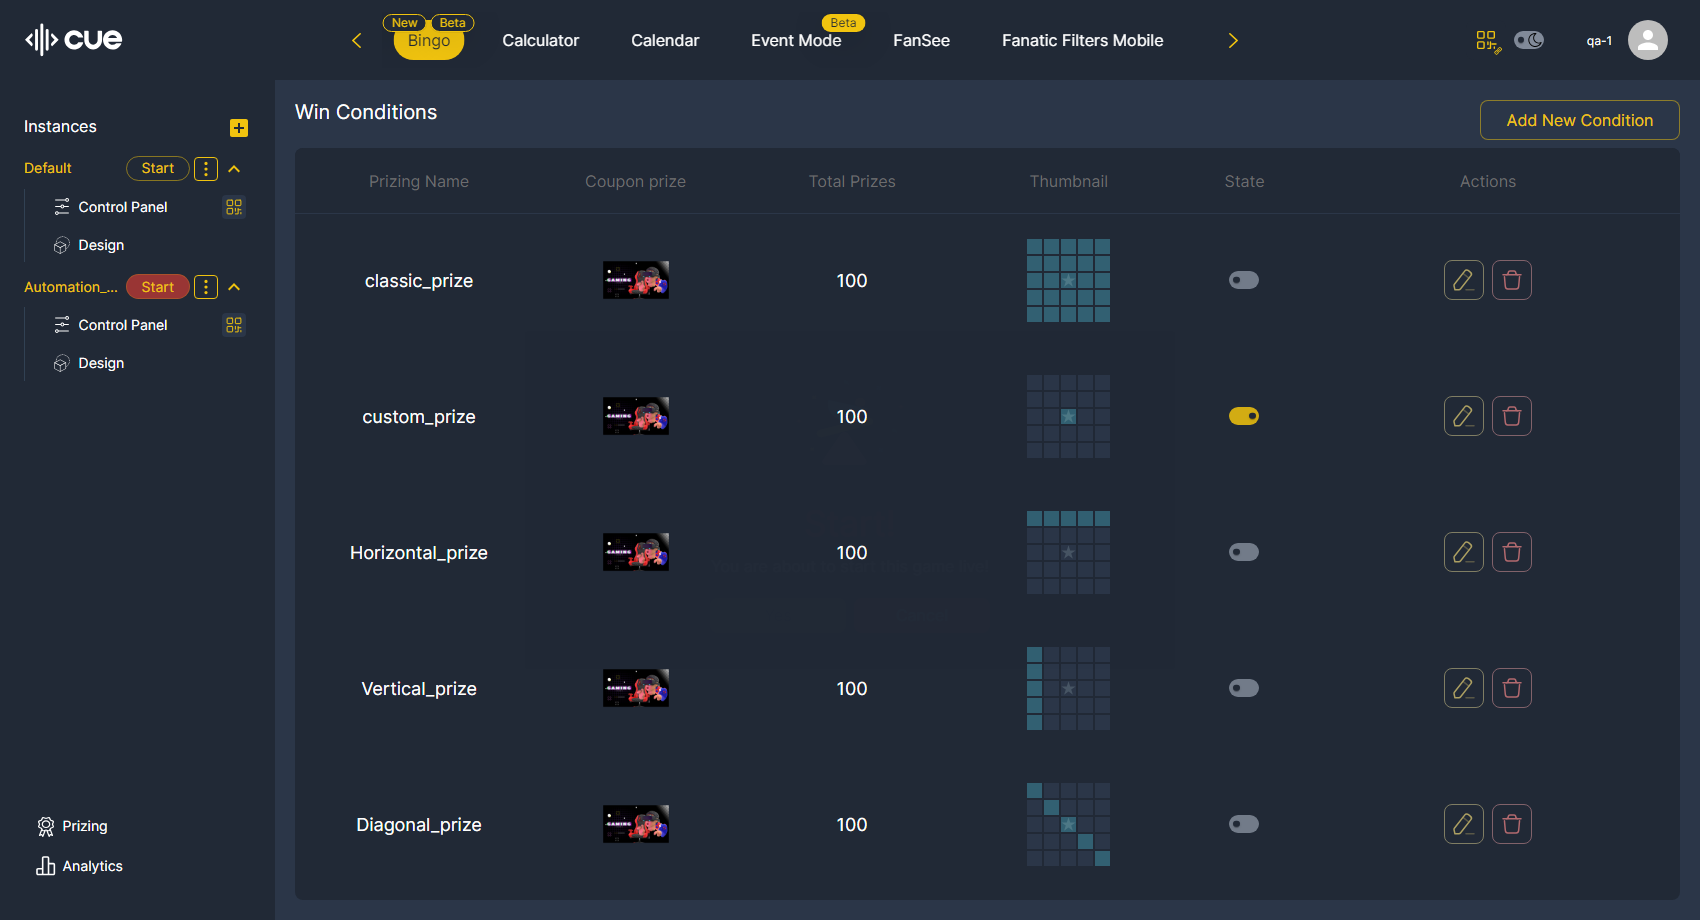 cue
New
Beta
Bingo
Calculator
Calendar
Beta
Event Mode
FanSee
Fanatic Filters Mobile
qa-1
Instances
Default
Start
Control Panel
Design
Automation_...
Start
Control Panel
Design
Prizing
Analytics
Win Conditions
Add New Condition
Prizing Name
Coupon prize
Total Prizes
Thumbnail
State
Actions
classic_prize
GAMING
100
custom_prize
GAMING
100
Horizontal_prize
GAMING
100
Vertical_prize
GAMING
100
Diagonal_prize
GAMING
100